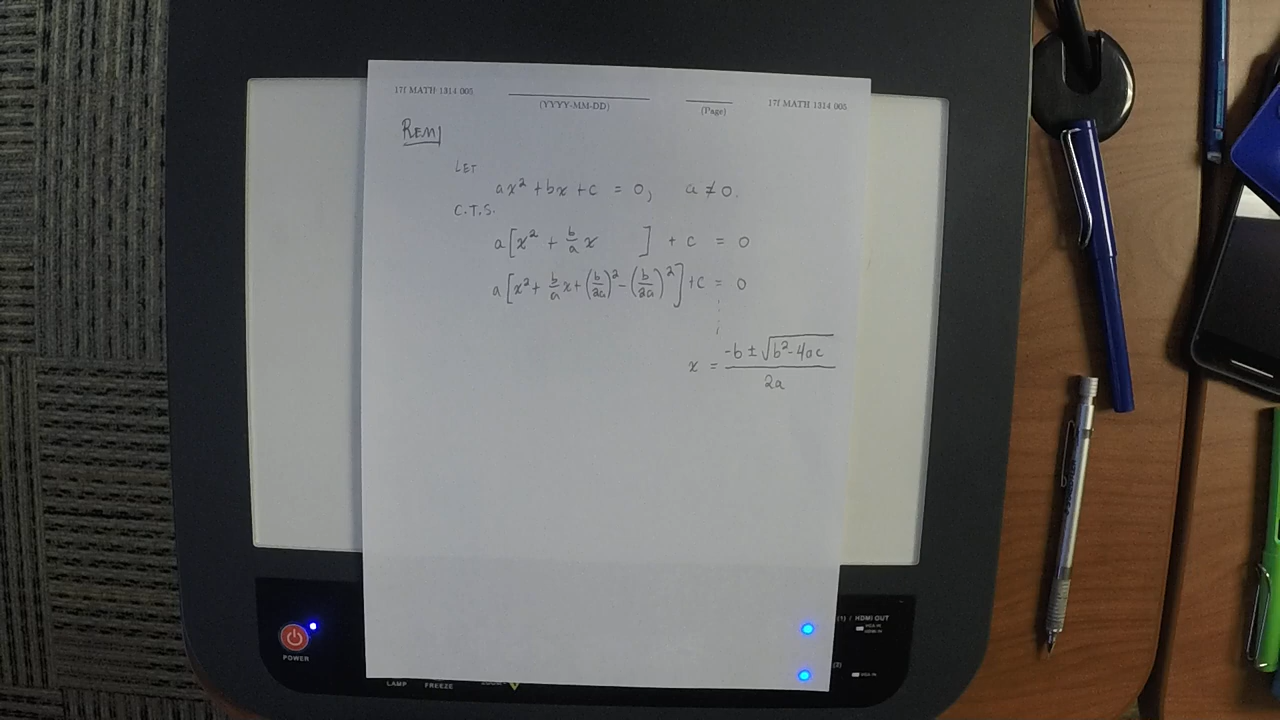 17f MATH 1314 005
(YYYY-MM-DD)
(Page)
17f MATH 1314 005
REM
LET
ax² + bx + c = 0, a ≠ 0.
C.T.S.
a[x² + b/a x ] + c = 0
a[x² + b/a x + (b/2a)² - (b/2a)²] + c = 0
x = (-b ± √(b² - 4ac))/2a
POWER
LAMP
FREEZE
HDMI OUT